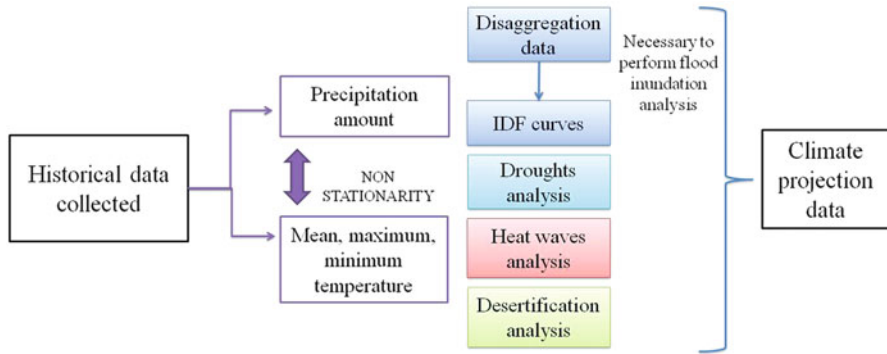 Historical data
collected
Precipitation
amount
NON
STATIONARITY
Mean, maximum,
minimum
temperature
Disaggregation
data
IDF curves
Droughts
analysis
Heat waves
analysis
Desertification
analysis
Necessary to
perform flood
inundation
analysis
Climate
projection
data